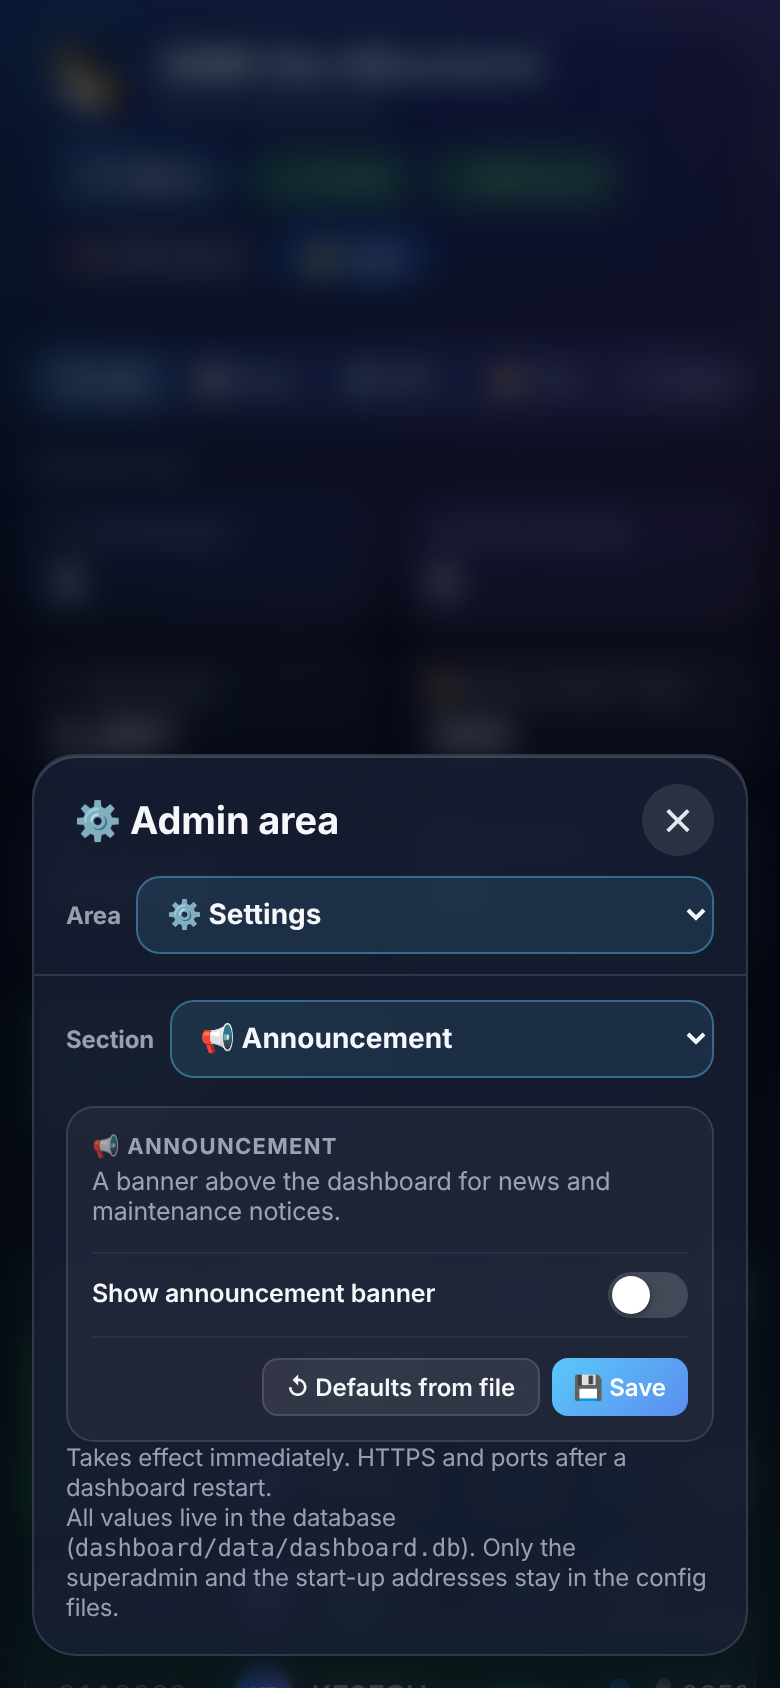 ⚙️ Admin area
Area ⚙️ Settings
Section 📢 Announcement
📢 ANNOUNCEMENT
A banner above the dashboard for news and
maintenance notices.
Show announcement banner
↺ Defaults from file 💾 Save
Takes effect immediately. HTTPS and ports after a
dashboard restart.
All values live in the database
(dashboard/data/dashboard.db). Only the
superadmin and the start-up addresses stay in the config
files.